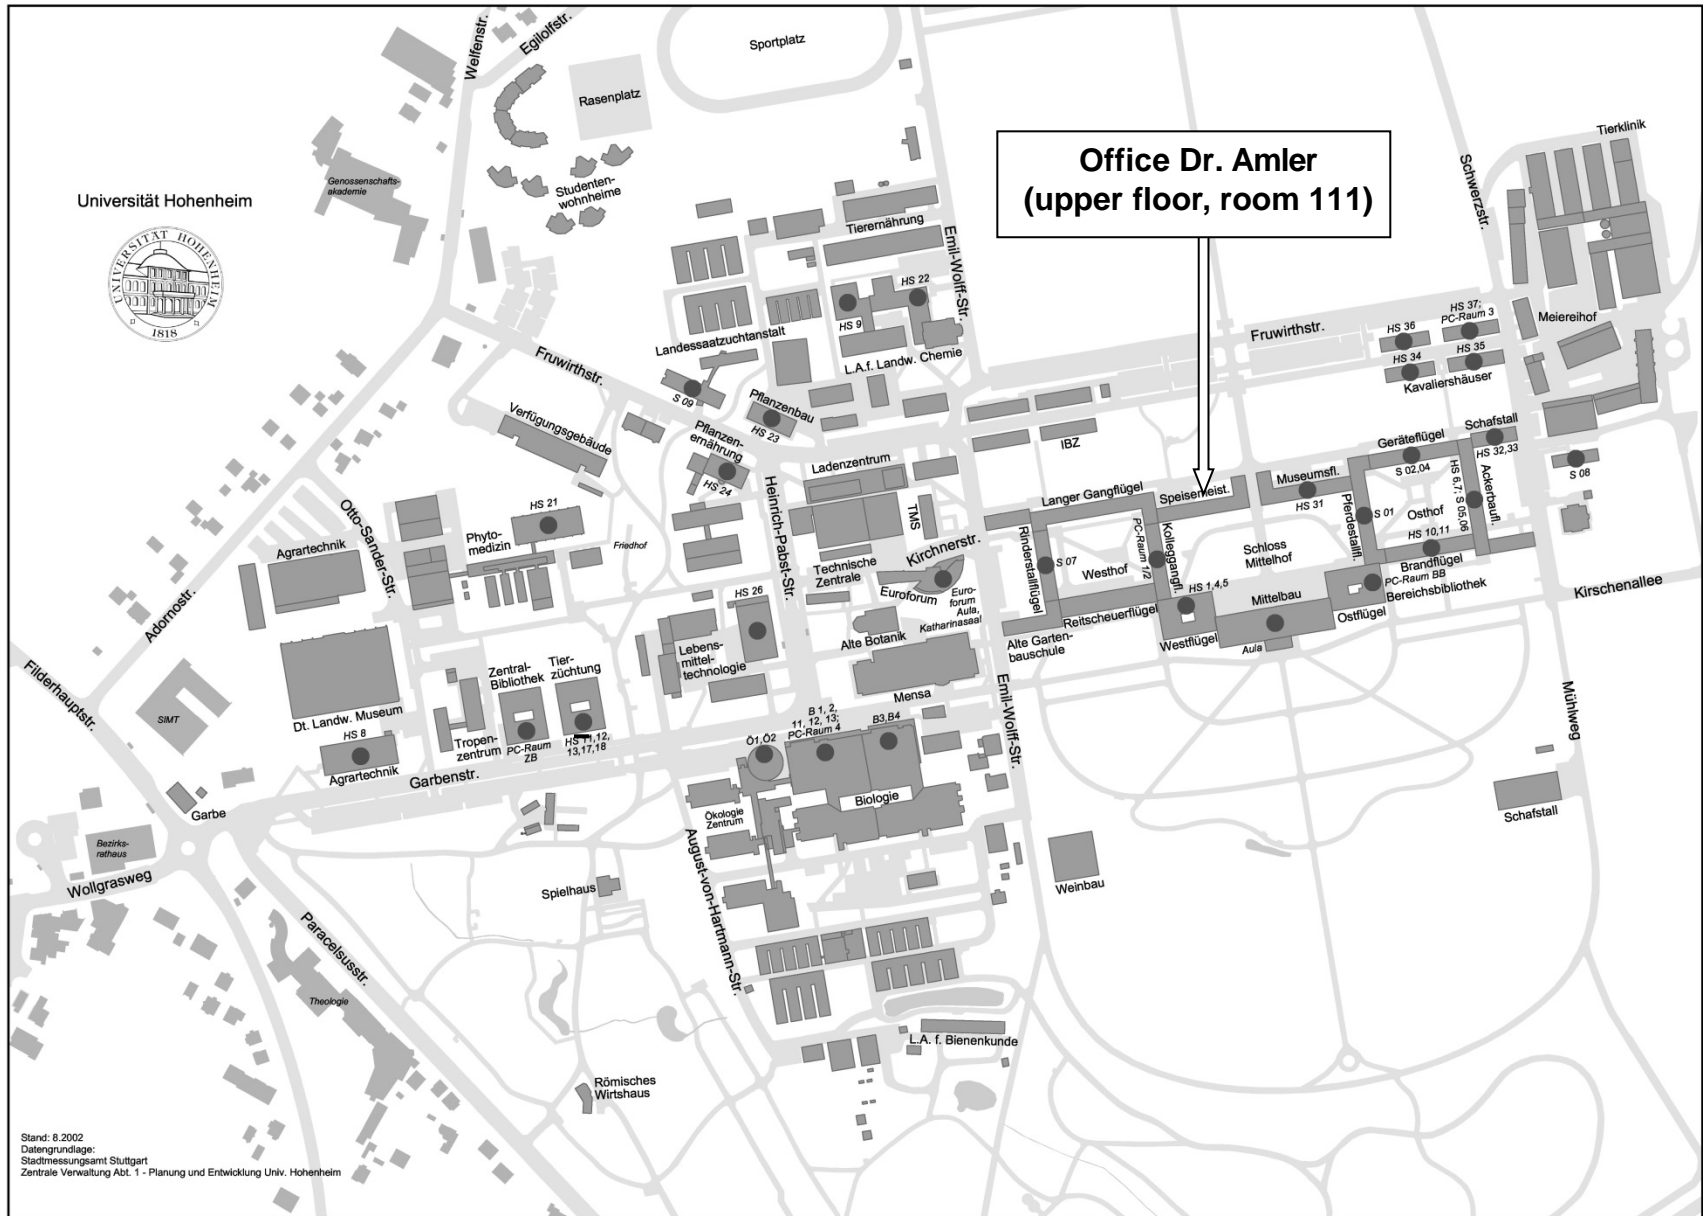 Welfenstr.
Egilolfstr.
Sportplatz
Rasenplatz
Office Dr. Amler
(upper floor, room 111)
Tierklinik
Genossenschafts-
akademie
Universität Hohenheim
UNIVERSITÄT HOHENHEIM
1818
Studenten-
wohnheime
Tierernährung
Emil-Wolff-Str.
Schwerzstr.
HS 22
HS 9
Landessaatzuchtanstalt
L.A.f. Landw. Chemie
Fruwirthstr.
Fruwirthstr.
HS 36
HS 37;
PC-Raum 3
Meiereihof
HS 34
HS 35
Kavaliershäuser
S 09
Pflanzenbau
HS 23
Verfügungsgebäude
Pflanzen-
ernährung
HS 24
Ladenzentrum
IBZ
Geräteflügel
Schafstall
S 02,04
HS 32,33
S 08
HS 6,7; S 05,06
Ackerbaufl.
Langer Gangflügel
Speisemeist.
Museumsfl.
HS 31
Pferdestallfl.
S 01
Osthof
HS 10,11
Brandflügel
PC-Raum BB
Bereichsbibliothek
Kirschenallee
Otto-Sander-Str.
HS 21
Phyto-
medizin
Friedhof
Agrartechnik
Heinrich-Pabst-Str.
TMS
Kirchnerstr.
Technische
Zentrale
Euroforum
Euro-
forum
Aula,
Katharinasaal
Rinderstallflügel
S 07
Westhof
PC-Raum 1/2
Kolleggangfl.
Schloss
Mittelhof
HS 1,4,5
Mittelbau
Ostflügel
Reitscheuerflügel
Westflügel
Aula
Alte Garten-
bauschule
Adornostr.
HS 26
Alte Botanik
Lebens-
mittel-
technologie
Mensa
Zentral-
Bibliothek
Tier-
züchtung
Filderhauptstr.
SIMT
Dt. Landw. Museum
HS 8
Agrartechnik
Tropen-
zentrum
PC-Raum
ZB
HS 11,12,
13,17,18
Garbenstr.
B 1, 2,
11, 12, 13;
PC-Raum 4
B3,B4
Ö1,Ö2
Emil-Wolff-Str.
Mühlweg
Garbe
Ökologie
Zentrum
Biologie
Schafstall
Bezirks-
rathaus
Wollgrasweg
Spielhaus
Weinbau
August-von-Hartmann-Str.
Paracelsusstr.
Theologie
L.A. f. Bienenkunde
Römisches
Wirtshaus
Stand: 8.2002
Datengrundlage:
Stadtmessungsamt Stuttgart
Zentrale Verwaltung Abt. 1 - Planung und Entwicklung Univ. Hohenheim